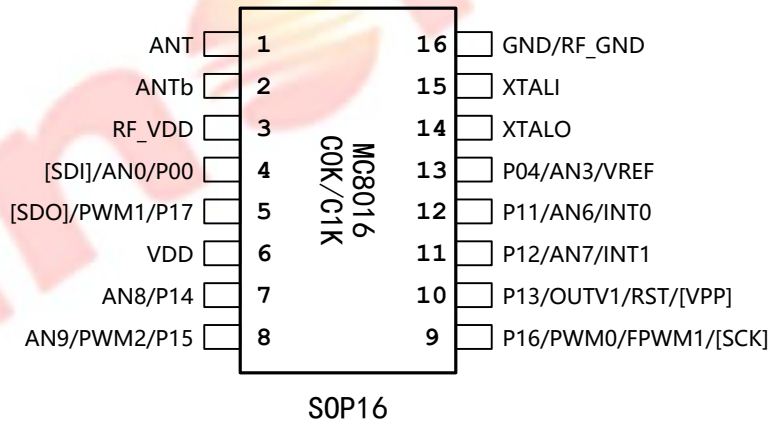 ANT 1 16 GND/RF_GND
ANTb 2 15 XTALI
RF_VDD 3 14 XTALO
[SDI]/AN0/P00 4 13 P04/AN3/VREF
[SDO]/PWM1/P17 5 12 P11/AN6/INT0
VDD 6 11 P12/AN7/INT1
AN8/P14 7 10 P13/OUTV1/RST/[VPP]
AN9/PWM2/P15 8 9 P16/PWM0/FPWM1/[SCK]
MC8016
C0K/C1K
SOP16